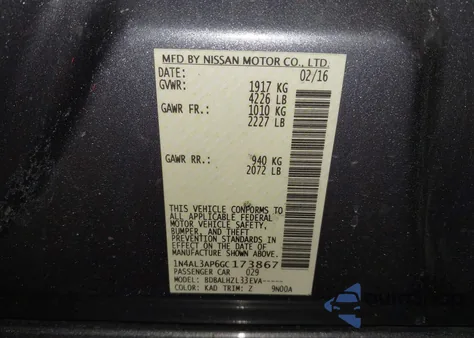 MFD BY NISSAN MOTOR CO., LTD.
DATE: 02/16
GVWR: 1917 KG
4226 LB
GAWR FR.: 1010 KG
2227 LB
GAWR RR.: 940 KG
2072 LB
THIS VEHICLE CONFORMS TO
ALL APPLICABLE FEDERAL
MOTOR VEHICLE SAFETY,
BUMPER, AND THEFT
PREVENTION STANDARDS IN
EFFECT ON THE DATE OF
MANUFACTURE SHOWN ABOVE.
1N4AL3AP6GC173867
PASSENGER CAR 029
MODEL: BDBALHZL33EVA-----
COLOR: KAD TRIM: Z 9N00A